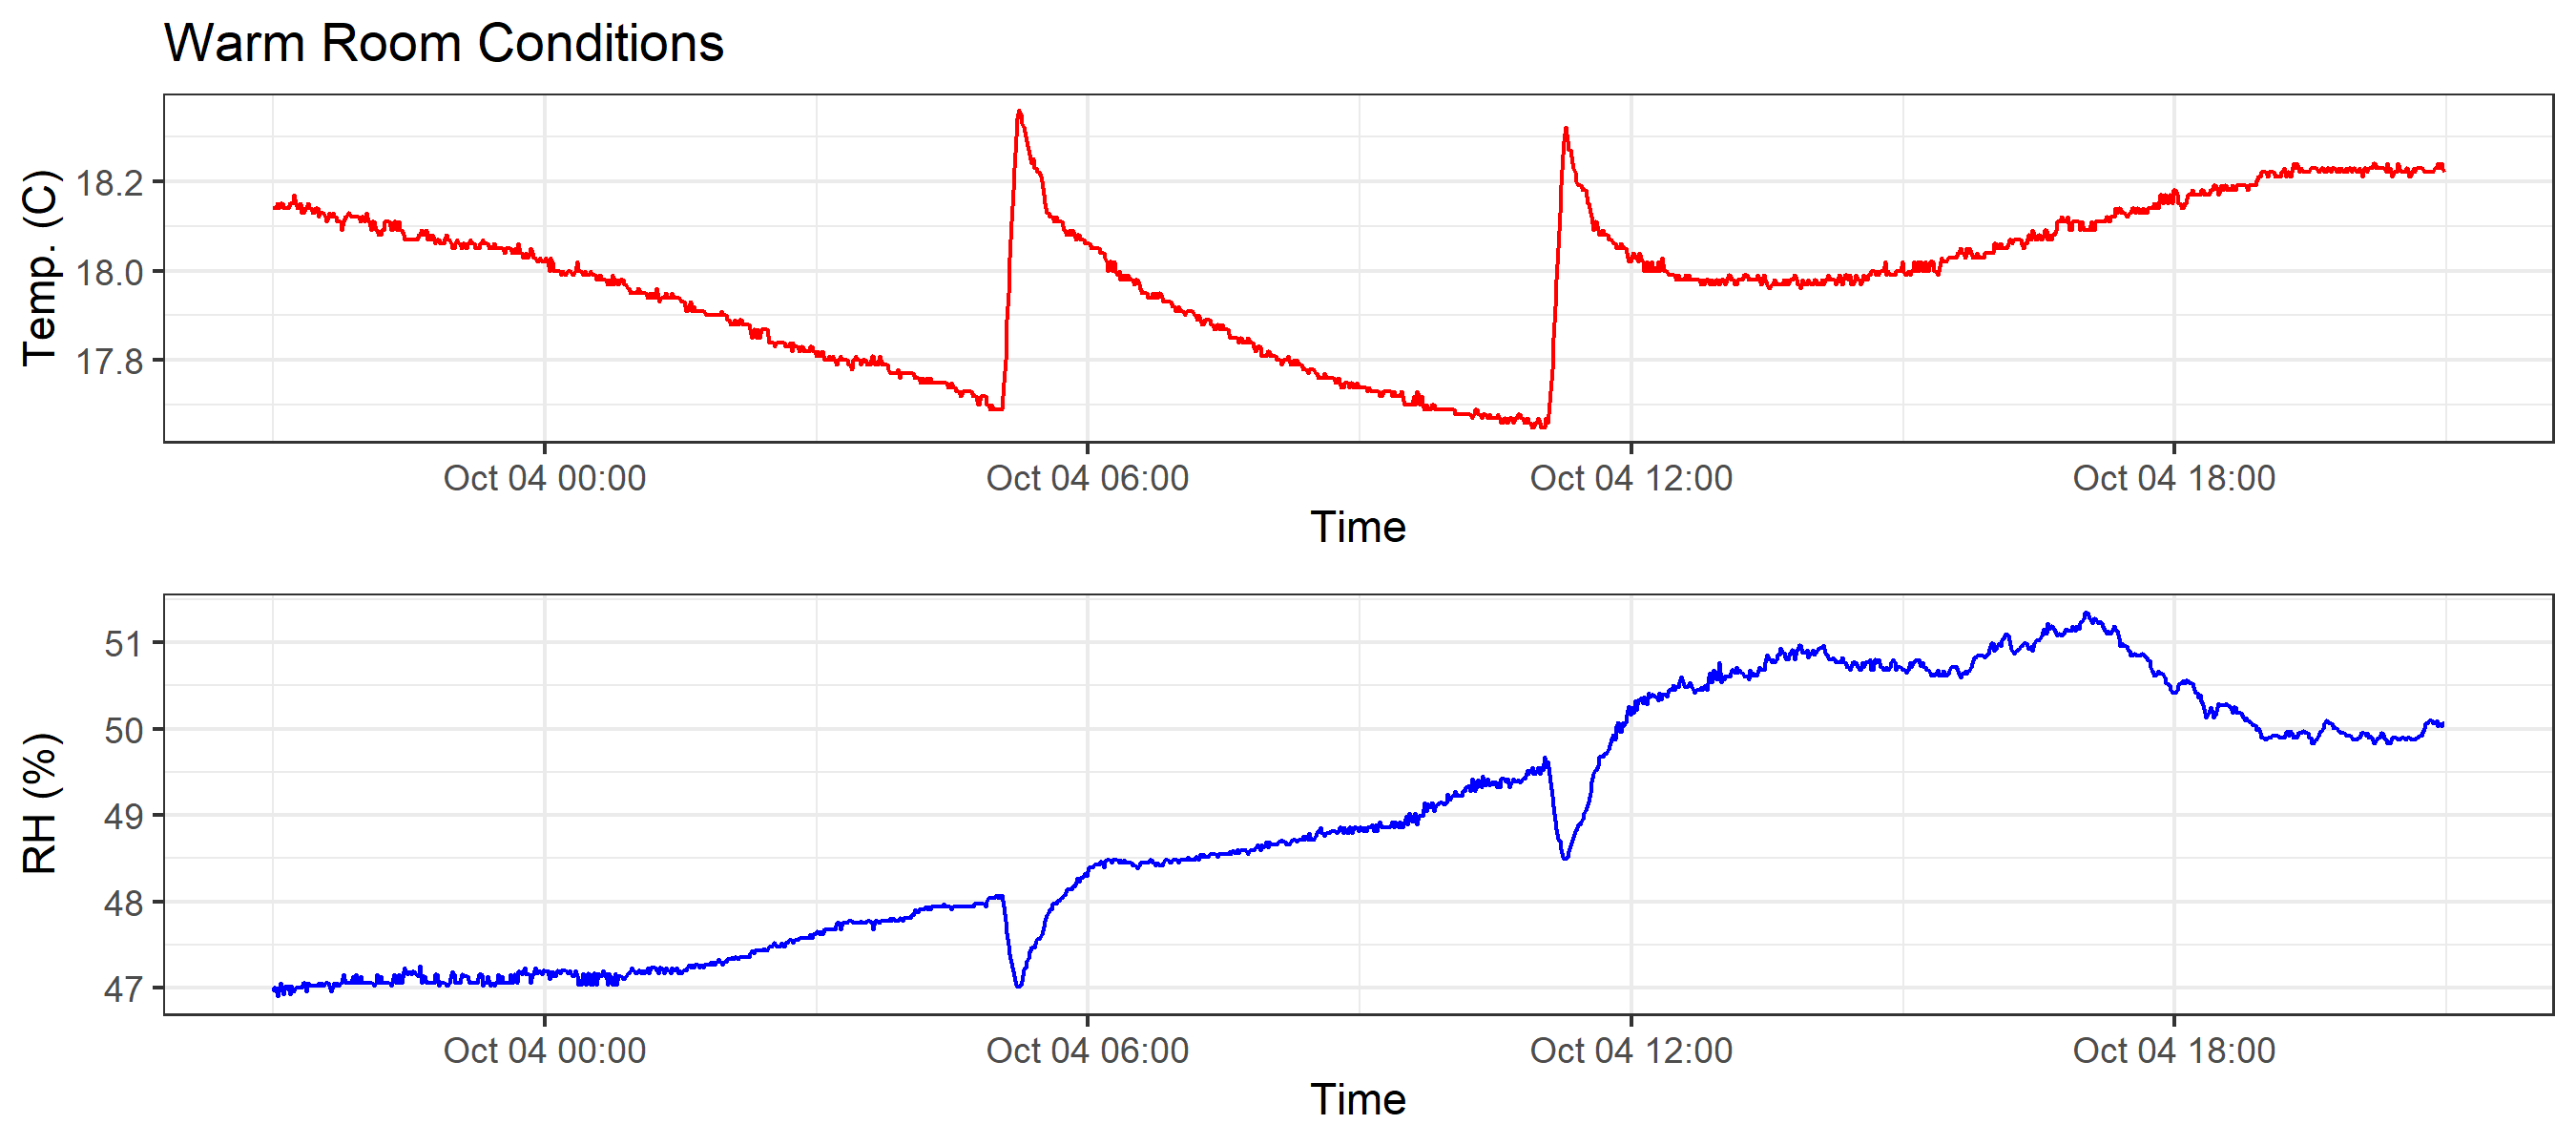 Warm Room Conditions
Temp. (C)
18.2
18.0
17.8
Oct 04 00:00 Oct 04 06:00 Oct 04 12:00 Oct 04 18:00
Time
RH (%)
51
50
49
48
47
Oct 04 00:00 Oct 04 06:00 Oct 04 12:00 Oct 04 18:00
Time